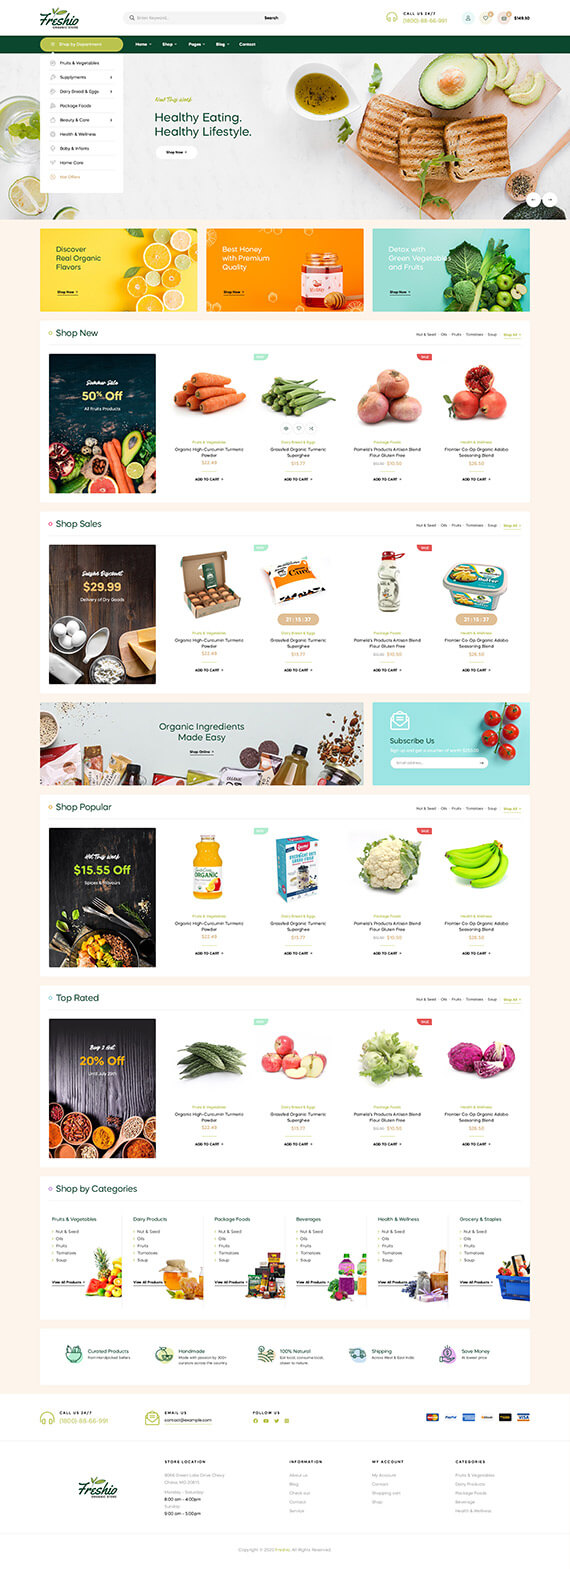 Freshio
ORGANIC STORE
Enter Keyword...
Search
CALL US 24/7
(1800) 88-66-991
0
0
$149.50
Shop by Department
Home
Shop
Pages
Blog
Contact
Fruits & Vegetables
Supplyments
Dairy Bread & Eggs
Package Foods
Beauty & Care
Health & Wellness
Baby & Infants
Home Care
Hot Offers
Healthy Eating.
Healthy Lifestyle.
Shop Now
Discover
Real Organic
Flavors
Shop Now
Best Honey
with Premium
Quality
Shop Now
Detox with
Green Vegetables
and Fruits
Shop Now
Shop New
Nut & Seed
Oils
Fruits
Tomatoes
Soup
Shop All
Summer Sale
50% Off
All Fruits Products
NEW
SALE
Fruits & Vegetables
Organic High-Curcumin Turmeric
Powder
$22.49
ADD TO CART
Dairy Bread & Eggs
Grassfed Organic Turmeric
Superghee
$15.77
ADD TO CART
Package Foods
Pamela's Products Artisan Blend
Flour Gluten Free
$10.50
ADD TO CART
Health & Wellness
Frontier Co-Op Organic Adobo
Seasoning Blend
$28.50
ADD TO CART
Shop Sales
Nut & Seed
Oils
Fruits
Tomatoes
Soup
Shop All
$29.99
Delivery of Dry Goods
NEW
SALE
21 : 15 : 37
21 : 15 : 37
Fruits & Vegetables
Organic High-Curcumin Turmeric
Powder
$22.49
ADD TO CART
Dairy Bread & Eggs
Grassfed Organic Turmeric
Superghee
$15.77
ADD TO CART
Package Foods
Pamela's Products Artisan Blend
Flour Gluten Free
$10.50
ADD TO CART
Health & Wellness
Frontier Co-Op Organic Adobo
Seasoning Blend
$28.50
ADD TO CART
Organic Ingredients
Made Easy
Shop Online
Subscribe Us
Sign up and get a voucher of worth $250.00
email address...
Shop Popular
Nut & Seed
Oils
Fruits
Tomatoes
Soup
Shop All
Hot This Week
$15.55 Off
Spices & Flavours
NEW
SALE
ORGANIC
Fruits & Vegetables
Organic High-Curcumin Turmeric
Powder
$22.49
ADD TO CART
Dairy Bread & Eggs
Grassfed Organic Turmeric
Superghee
$15.77
ADD TO CART
Package Foods
Pamela's Products Artisan Blend
Flour Gluten Free
$10.50
ADD TO CART
Health & Wellness
Frontier Co-Op Organic Adobo
Seasoning Blend
$28.50
ADD TO CART
Top Rated
Nut & Seed
Oils
Fruits
Tomatoes
Soup
Shop All
20% Off
Until July 20th
NEW
SALE
Fruits & Vegetables
Organic High-Curcumin Turmeric
Powder
$22.49
ADD TO CART
Dairy Bread & Eggs
Grassfed Organic Turmeric
Superghee
$15.77
ADD TO CART
Package Foods
Pamela's Products Artisan Blend
Flour Gluten Free
$10.50
ADD TO CART
Health & Wellness
Frontier Co-Op Organic Adobo
Seasoning Blend
$28.50
ADD TO CART
Shop by Categories
Fruits & Vegetables
Nut & Seed
Oils
Fruits
Tomatoes
Soup
View All Products
Dairy Products
Nut & Seed
Oils
Fruits
Tomatoes
Soup
View All Products
Package Foods
Nut & Seed
Oils
Fruits
Tomatoes
Soup
View All Products
Beverages
Nut & Seed
Oils
Fruits
Tomatoes
Soup
View All Products
Health & Wellness
Nut & Seed
Oils
Fruits
Tomatoes
Soup
View All Products
Grocery & Staples
Nut & Seed
Oils
Fruits
Tomatoes
Soup
View All Products
Curated Products
From Handpicked Sellers
Handmade
Made with passion by 300+
curators across the country
100% Natural
Eat local, consume local,
closer to nature
Shipping
Across West & East India
Save Money
At lowest price
CALL US 24/7
(1800) 88-66-991
EMAIL US
contact@example.com
FOLLOW US
PayPal
VISA
Freshio
ORGANIC STORE
STORE LOCATION
Chase, MD 20815
Monday - Saturday
8:00 am - 4:00pm
Sunday
9:00 am - 5:00pm
INFORMATION
About us
Blog
Check out
Contact
Service
MY ACCOUNT
My Account
Contact
Shopping cart
Shop
CATEGORIES
Fruits & Vegetables
Dairy Products
Package Foods
Beverage
Health & Wellness
Copyright © 2020 Freshio. All Rights Reserved.